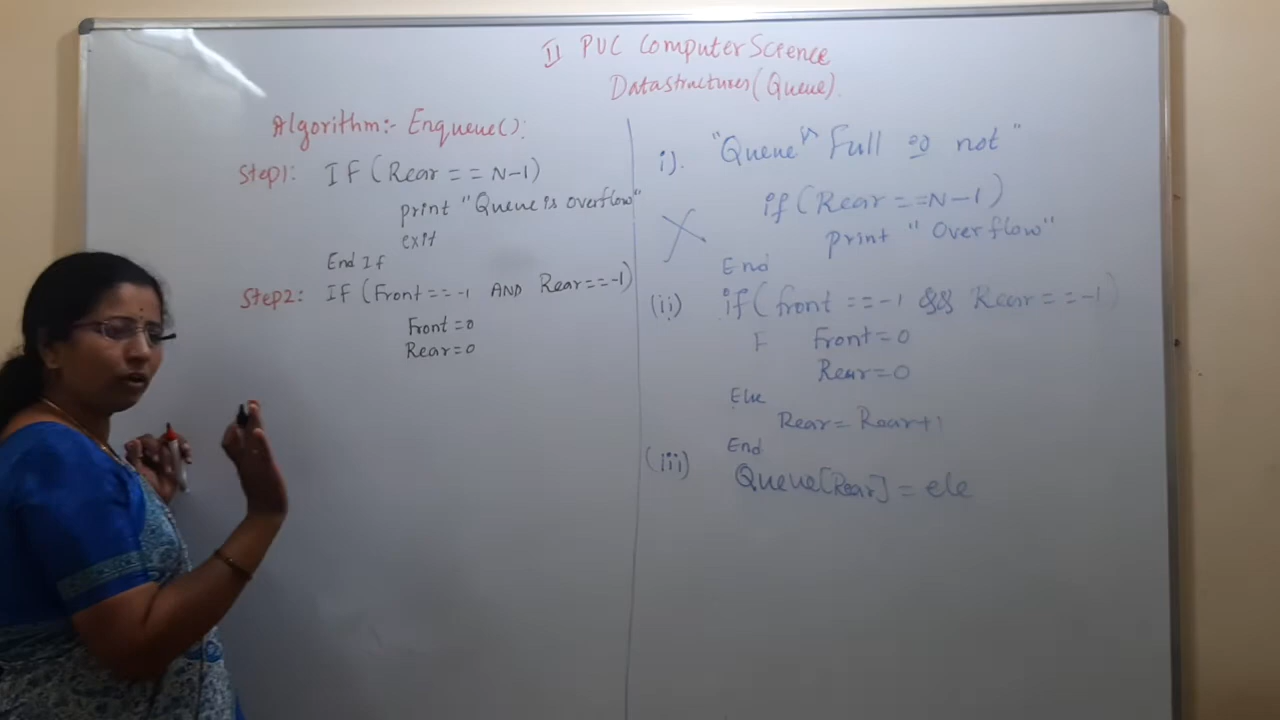 II PUC Computer Science
Datastructures (Queue).
Algorithm:- Enqueue():
Step1: IF (Rear == N-1)
print "Queue is overflow"
exit
End If
Step2: IF (Front == -1 AND Rear == -1)
Front = 0
Rear = 0
i). "Queue" Full or not"
if (Rear == N-1)
print "Overflow"
End
(ii) if (front == -1 && Rear == -1)
F Front = 0
Rear = 0
Else
Rear = Rear + 1
End
(iii) Queue[Rear] = ele